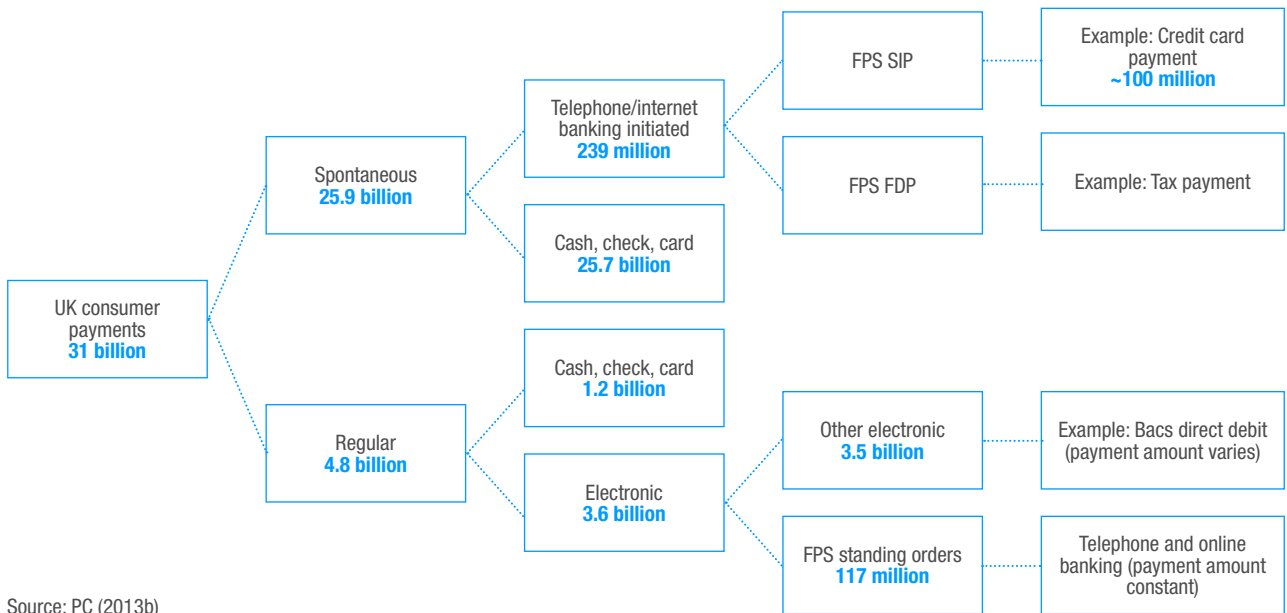 UK consumer
payments
31 billion
Spontaneous
25.9 billion
Regular
4.8 billion
Telephone/internet
banking initiated
239 million
Cash, check, card
25.7 billion
Cash, check, card
1.2 billion
Electronic
3.6 billion
FPS SIP
FPS FDP
Other electronic
3.5 billion
FPS standing orders
117 million
Example: Credit card
payment
~100 million
Example: Tax payment
Example: Bacs direct debit
(payment amount varies)
Telephone and online
banking (payment amount
constant)
Source: PC (2013b)